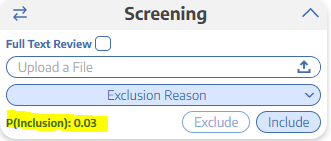 Screening
Full Text Review
Upload a File
Exclusion Reason
P(Inclusion): 0.03 Exclude Include